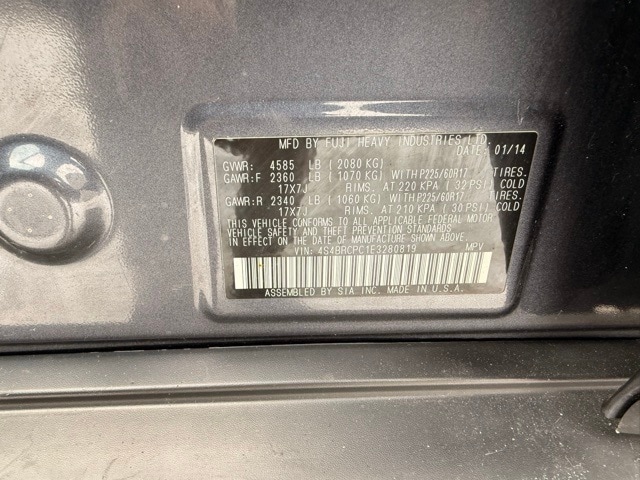 MFD BY FUJI HEAVY INDUSTRIES LTD.
DATE: 01/14
GVWR: 4585 LB ( 2080 KG)
GAWR:F 2360 LB ( 1070 KG) WITH P225/60R17 TIRES.
17X7J RIMS. AT 220 KPA ( 32 PSI) COLD
GAWR:R 2340 LB ( 1060 KG) WITH P225/60R17 TIRES.
17X7J RIMS. AT 210 KPA ( 30 PSI) COLD
THIS VEHICLE CONFORMS TO ALL APPLICABLE FEDERAL MOTOR
VEHICLE SAFETY, BUMPER, AND THEFT PREVENTION STANDARDS
IN EFFECT ON THE DATE OF MANUFACTURE SHOWN ABOVE.
VIN: 4S4BRCPC1E3280819 MPV
ASSEMBLED BY SIA INC. MADE IN U.S.A.